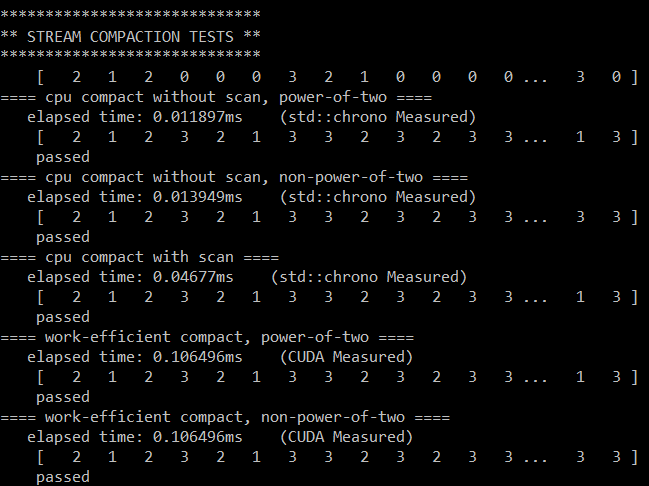 *****************************
** STREAM COMPACTION TESTS **
*****************************
[ 2 1 2 0 0 0 3 2 1 0 0 0 0 ... 3 0 ]
==== cpu compact without scan, power-of-two ====
elapsed time: 0.011897ms (std::chrono Measured)
[ 2 1 2 3 2 1 3 3 2 3 2 3 3 ... 1 3 ]
passed
==== cpu compact without scan, non-power-of-two ====
elapsed time: 0.013949ms (std::chrono Measured)
[ 2 1 2 3 2 1 3 3 2 3 2 3 3 ... 3 3 ]
passed
==== cpu compact with scan ====
elapsed time: 0.04677ms (std::chrono Measured)
[ 2 1 2 3 2 1 3 3 2 3 2 3 3 ... 1 3 ]
passed
==== work-efficient compact, power-of-two ====
elapsed time: 0.106496ms (CUDA Measured)
[ 2 1 2 3 2 1 3 3 2 3 2 3 3 ... 1 3 ]
passed
==== work-efficient compact, non-power-of-two ====
elapsed time: 0.106496ms (CUDA Measured)
[ 2 1 2 3 2 1 3 3 2 3 2 3 3 ... 3 3 ]
passed